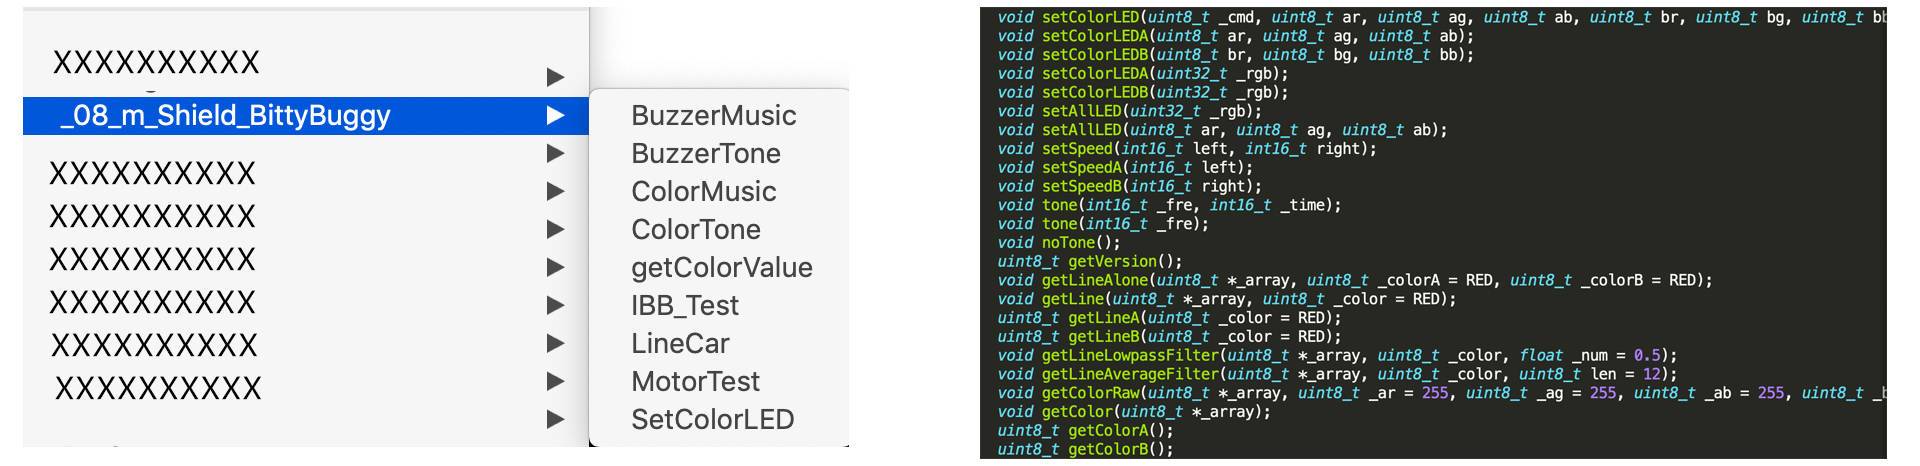 XXXXXXXXXX
_08_m_Shield_BittyBuggy
XXXXXXXXXX
XXXXXXXXXX
XXXXXXXXXX
XXXXXXXXXX
XXXXXXXXXX
XXXXXXXXXX
BuzzerMusic
BuzzerTone
ColorMusic
ColorTone
getColorValue
IBB_Test
LineCar
MotorTest
SetColorLED
void setColorLED(uint8_t _cmd, uint8_t ar, uint8_t ag, uint8_t ab, uint8_t br, uint8_t bg, uint8_t
void setColorLEDA(uint8_t ar, uint8_t ag, uint8_t ab);
void setColorLEDB(uint8_t br, uint8_t bg, uint8_t bb);
void setColorLEDA(uint32_t _rgb);
void setColorLEDB(uint32_t _rgb);
void setAllLED(uint32_t _rgb);
void setAllLED(uint8_t ar, uint8_t ag, uint8_t ab);
void setSpeed(int16_t left, int16_t right);
void setSpeedA(int16_t left);
void setSpeedB(int16_t right);
void tone(int16_t _fre, int16_t _time);
void tone(int16_t _fre);
void noTone();
uint8_t getVersion();
void getLineAlone(uint8_t *_array, uint8_t _colorA = RED, uint8_t _colorB = RED);
void getLine(uint8_t *_array, uint8_t _color = RED);
uint8_t getLineA(uint8_t _color = RED);
uint8_t getLineB(uint8_t _color = RED);
void getLineLowpassFilter(uint8_t *_array, uint8_t _color, float _num = 0.5);
void getLineAverageFilter(uint8_t *_array, uint8_t _color, uint8_t len = 12);
void getColorRaw(uint8_t *_array, uint8_t _ar = 255, uint8_t _ag = 255, uint8_t _ab = 255, uint8_t
void getColor(uint8_t *_array);
uint8_t getColorA();
uint8_t getColorB();